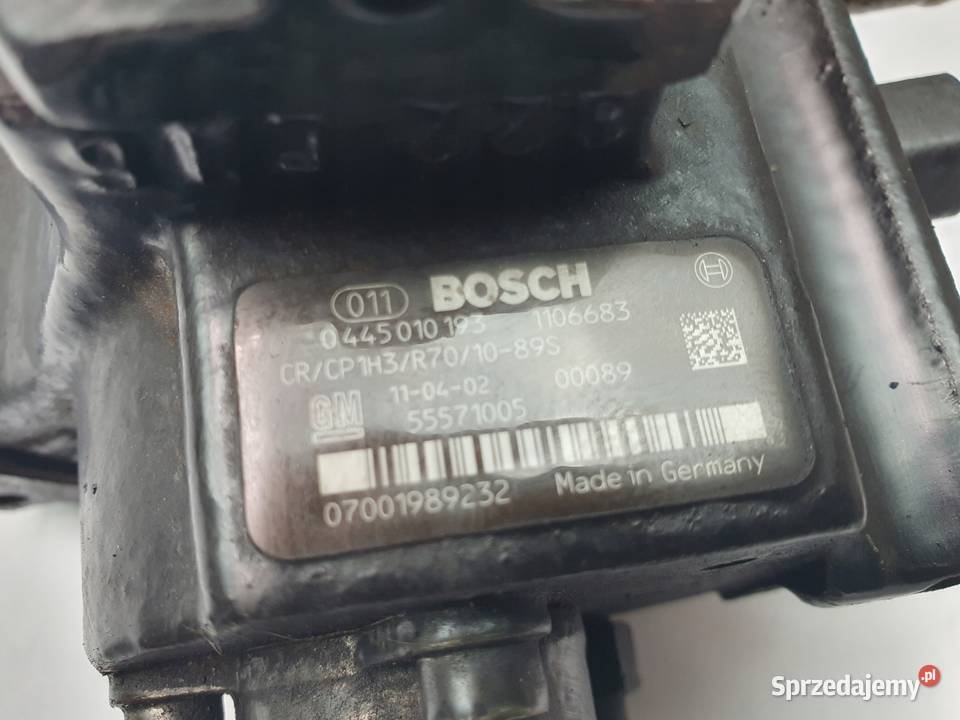 011 BOSCH
0445010193 1106683
CR/CP1H3/R70/10-89S
11-04-02 00089
GM 55571005
07001989232 Made in Germany
Sprzedajemy.pl